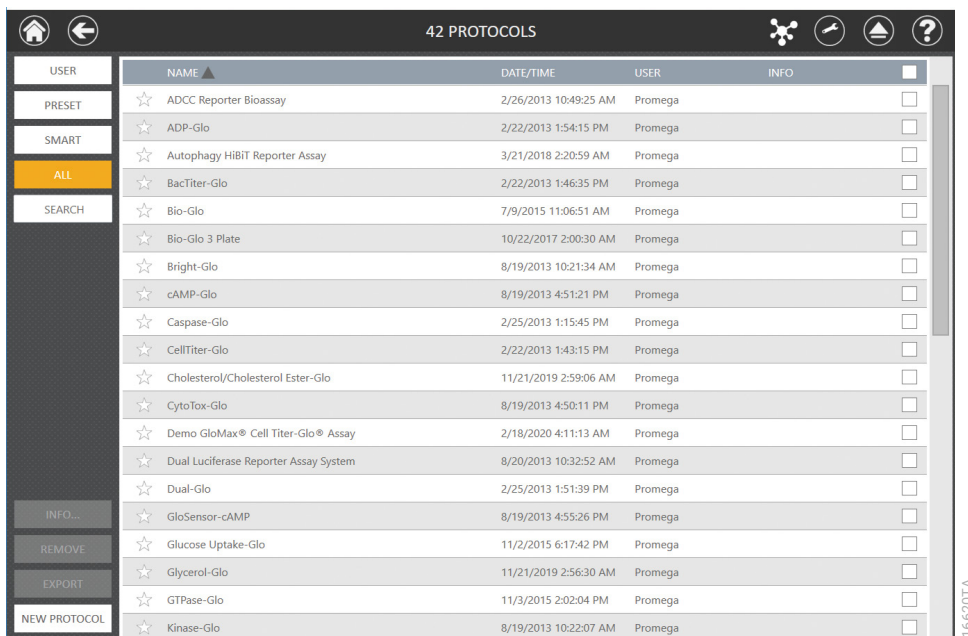 42 PROTOCOLS
?
USER
PRESET
SMART
ALL
SEARCH
INFO...
REMOVE
EXPORT
NEW PROTOCOL
NAME DATE/TIME USER INFO
ADCC Reporter Bioassay 2/26/2013 10:49:25 AM Promega
ADP-Glo 2/22/2013 1:54:15 PM Promega
Autophagy HiBiT Reporter Assay 3/21/2018 2:20:59 AM Promega
BacTiter-Glo 2/22/2013 1:46:35 PM Promega
Bio-Glo 7/9/2015 11:06:51 AM Promega
Bio-Glo 3 Plate 10/22/2017 2:00:30 AM Promega
Bright-Glo 8/19/2013 10:21:34 AM Promega
cAMP-Glo 8/19/2013 4:51:21 PM Promega
Caspase-Glo 2/25/2013 1:15:45 PM Promega
CellTiter-Glo 2/22/2013 1:43:15 PM Promega
Cholesterol/Cholesterol Ester-Glo 11/21/2019 2:59:06 AM Promega
CytoTox-Glo 8/19/2013 4:50:11 PM Promega
Demo GloMax® Cell Titer-Glo® Assay 2/18/2020 4:11:13 AM Promega
Dual Luciferase Reporter Assay System 8/20/2013 10:32:52 AM Promega
Dual-Glo 2/25/2013 1:51:39 PM Promega
GloSensor-cAMP 8/19/2013 4:55:26 PM Promega
Glucose Uptake-Glo 11/2/2015 6:17:42 PM Promega
Glycerol-Glo 11/21/2019 2:56:30 AM Promega
GTPase-Glo 11/3/2015 2:02:04 PM Promega
Kinase-Glo 8/19/2013 10:22:07 AM Promega
16620TA